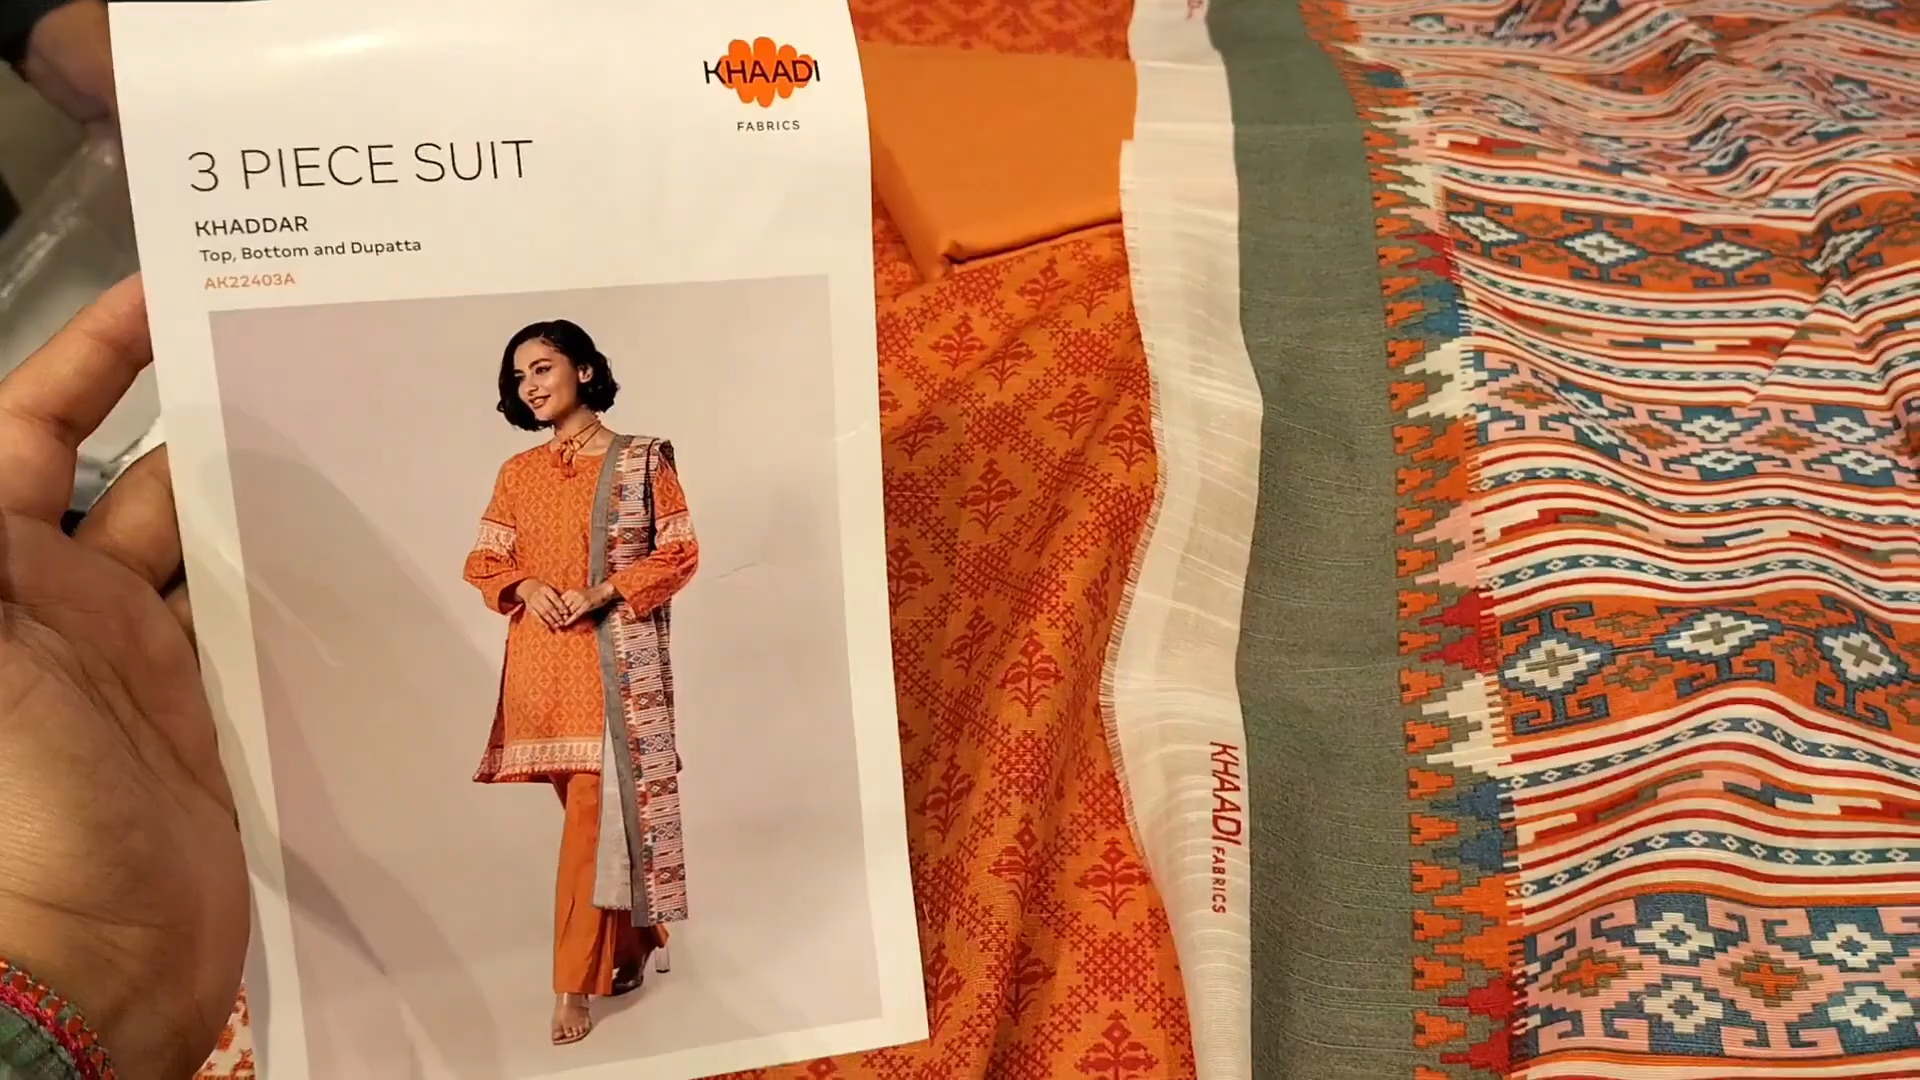 KHAADI
FABRICS
3 PIECE SUIT
KHADDAR
Top, Bottom and Dupatta
AK22403A
KHAADI FABRICS